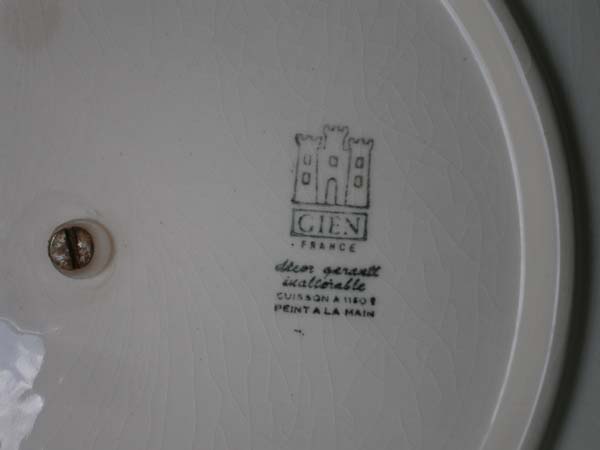 GIEN
FRANCE
décor garanti
inaltérable
CUISSON A 1140°
PEINT A LA MAIN